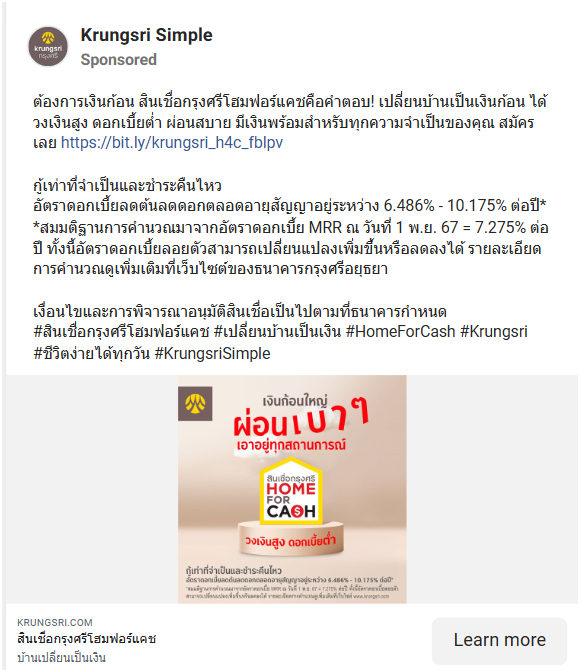 Krungsri Simple
Sponsored
krungsri
กรุงศรี
ต้องการเงินก้อน สินเชื่อกรุงศรีโฮมฟอร์แคชคือคำตอบ! เปลี่ยนบ้านเป็นเงินก้อน ได้
วงเงินสูง ดอกเบี้ยต่ำ ผ่อนสบาย มีเงินพร้อมสำหรับทุกความจำเป็นของคุณ สมัคร
เลย https://bit.ly/krungsri_h4c_fblpv
กู้เท่าที่จำเป็นและชำระคืนไหว
อัตราดอกเบี้ยลดต้นลดดอกตลอดอายุสัญญาอยู่ระหว่าง 6.486% - 10.175% ต่อปี*
*สมมติฐานการคำนวณมาจากอัตราดอกเบี้ย MRR ณ วันที่ 1 พ.ย. 67 = 7.275% ต่อ
ปี ทั้งนี้อัตราดอกเบี้ยลอยตัวสามารถเปลี่ยนแปลงเพิ่มขึ้นหรือลดลงได้ รายละเอียด
การคำนวณดูเพิ่มเติมที่เว็บไซต์ของธนาคารกรุงศรีอยุธยา
เงื่อนไขและการพิจารณาอนุมัติสินเชื่อเป็นไปตามที่ธนาคารกำหนด
#สินเชื่อกรุงศรีโฮมฟอร์แคช #เปลี่ยนบ้านเป็นเงิน #HomeForCash #Krungsri
#ชีวิตง่ายได้ทุกวัน #KrungsriSimple
เงินก้อนใหญ่
ผ่อนเบาๆ
เอาอยู่ทุกสถานการณ์
สินเชื่อกรุงศรี
HOME
FOR
CA$H
วงเงินสูง ดอกเบี้ยต่ำ
กู้เท่าที่จำเป็นและชำระคืนไหว
อัตราดอกเบี้ยลดต้นลดดอกตลอดอายุสัญญาอยู่ระหว่าง 6.486% - 10.175% ต่อปี*
KRUNGSRI.COM
สินเชื่อกรุงศรีโฮมฟอร์แคช
บ้านเปลี่ยนเป็นเงิน
Learn more